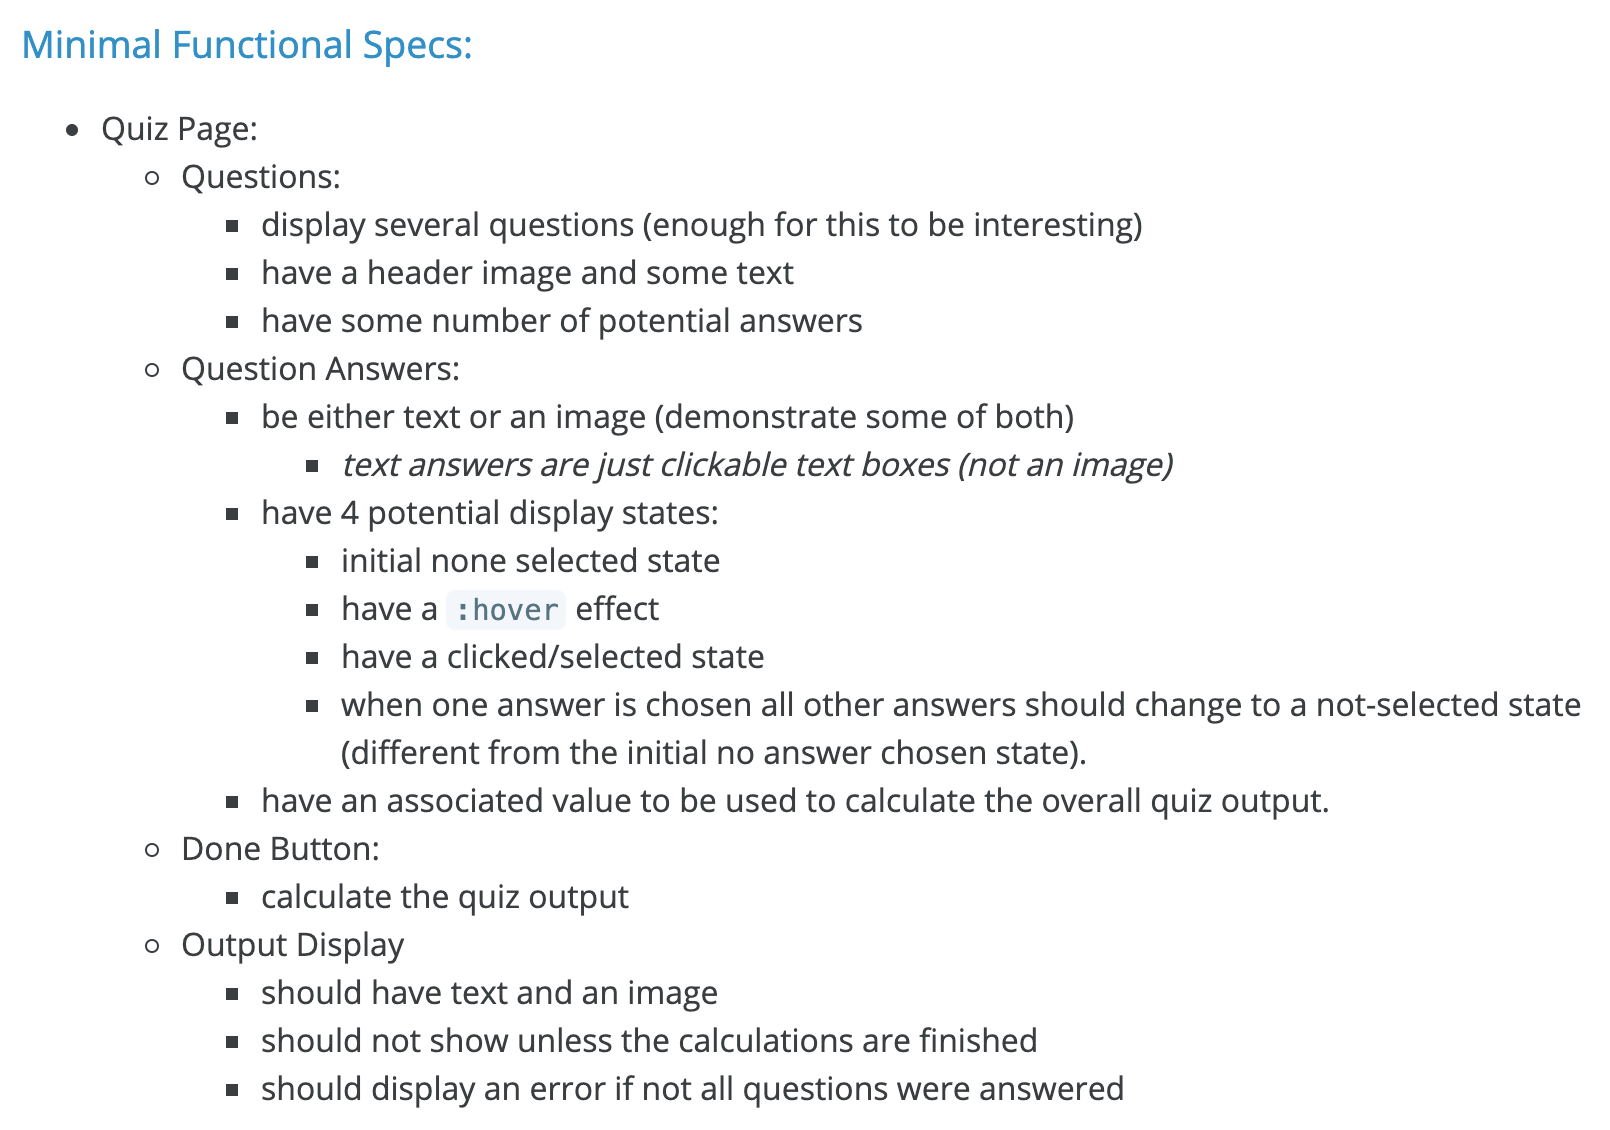 Minimal Functional Specs:
Quiz Page:
Questions:
display several questions (enough for this to be interesting)
have a header image and some text
have some number of potential answers
Question Answers:
be either text or an image (demonstrate some of both)
text answers are just clickable text boxes (not an image)
have 4 potential display states:
initial none selected state
have a :hover effect
have a clicked/selected state
when one answer is chosen all other answers should change to a not-selected state
(different from the initial no answer chosen state).
have an associated value to be used to calculate the overall quiz output.
Done Button:
calculate the quiz output
Output Display
should have text and an image
should not show unless the calculations are finished
should display an error if not all questions were answered